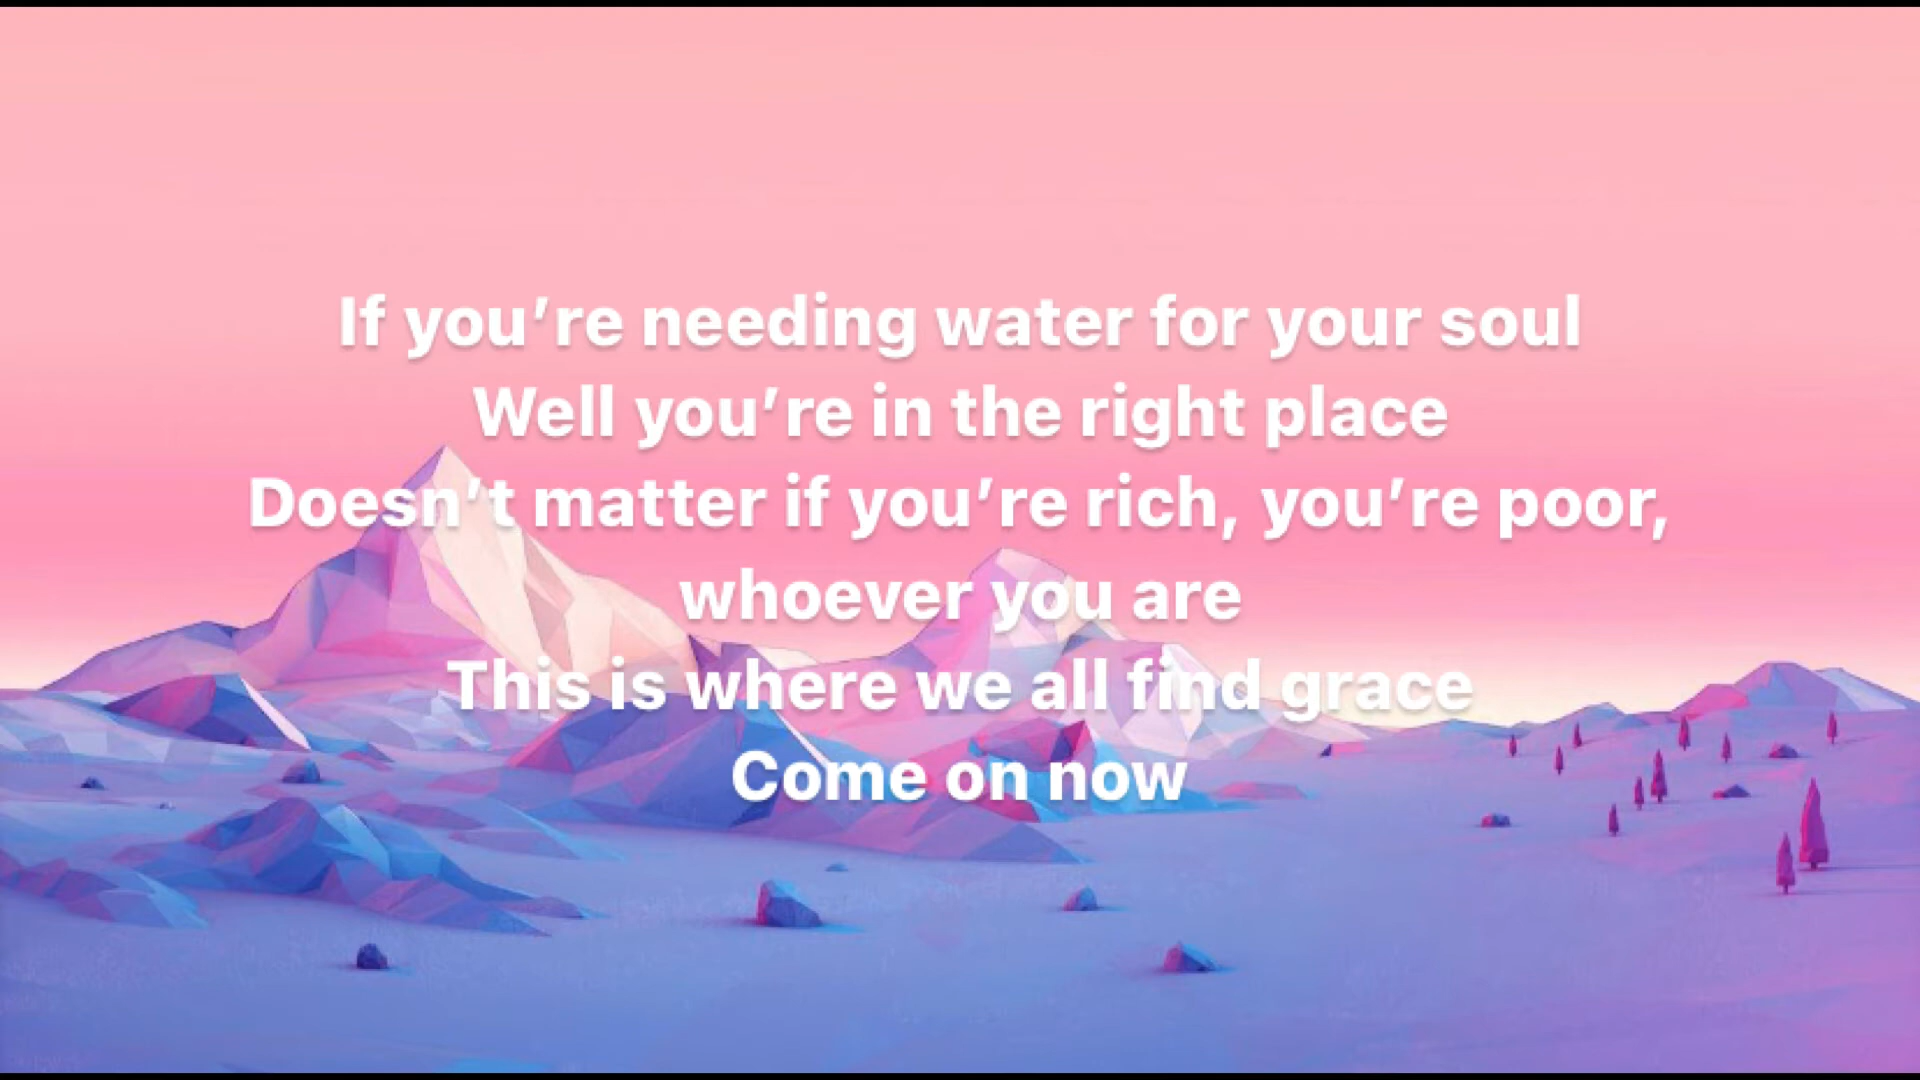 If you’re needing water for your soul
Well you’re in the right place
Doesn’t matter if you’re rich, you’re poor,
whoever you are
This is where we all find grace
Come on now